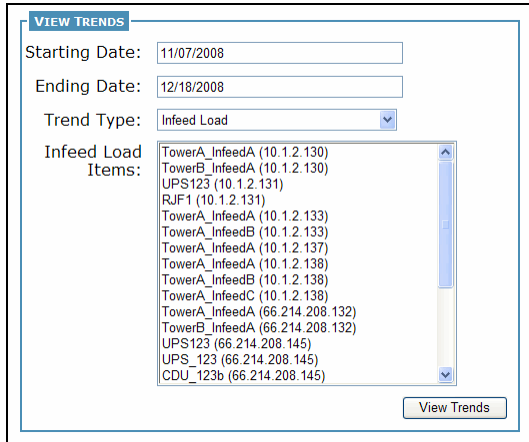 VIEW TRENDS
Starting Date: 11/07/2008
Ending Date: 12/18/2008
Trend Type: Infeed Load
Infeed Load
Items:
TowerA_InfeedA (10.1.2.130)
TowerB_InfeedA (10.1.2.130)
UPS123 (10.1.2.131)
RJF1 (10.1.2.131)
TowerA_InfeedA (10.1.2.133)
TowerA_InfeedB (10.1.2.133)
TowerA_InfeedA (10.1.2.137)
TowerA_InfeedA (10.1.2.138)
TowerA_InfeedB (10.1.2.138)
TowerA_InfeedC (10.1.2.138)
TowerA_InfeedA (66.214.208.132)
TowerB_InfeedA (66.214.208.132)
UPS123 (66.214.208.145)
UPS_123 (66.214.208.145)
CDU_123b (66.214.208.145)
View Trends